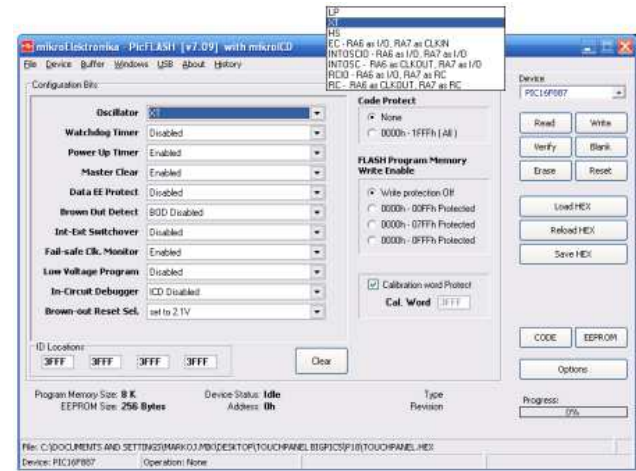 LP
XT
HS
EC - RA6 as I/O, RA7 as CLKIN
INTOSCIO - RA6 as I/O, RA7 as I/O
INTOSC - RA6 as CLKOUT, RA7 as I/O
RCIO - RA6 as I/O, RA7 as RC
RC - RA6 as CLKOUT, RA7 as RC
mikroElektronika - PicFLASH [v7.09] with mikroICD
File Device Buffer Windows USB About History
Configuration Bits
Oscillator XT
Watchdog Timer Disabled
Power Up Timer Enabled
Master Clear Enabled
Data EE Protect Disabled
Brown Out Detect BOD Disabled
Int-Ext Switchover Disabled
Fail-safe Clk. Monitor Enabled
Low Voltage Program Disabled
In-Circuit Debugger ICD Disabled
Brown-out Reset Sel. set to 2.1V
Code Protect
None
0000h - 1FFFh (All)
FLASH Program Memory
Write Enable
Write protection Off
0000h - 00FFh Protected
0000h - 07FFh Protected
0000h - 0FFFh Protected
Calibration word Protect
Cal. Word 3FFF
ID Locations
3FFF 3FFF 3FFF 3FFF
Clear
Device
PIC16F887
Read Write
Verify Blank
Erase Reset
Load HEX
Reload HEX
Save HEX
CODE EEPROM
Options
Program Memory Size: 8 K
EEPROM Size: 256 Bytes
Device Status: Idle
Address: 0h
Type
Revision
Progress:
0%
File: C:\DOCUMENTS AND SETTINGS\MARKOJ.MIK\DESKTOP\TOUCHPANEL BIGPIC5\P18\TOUCHPANEL.HEX
Device: PIC16F887 Operation: None